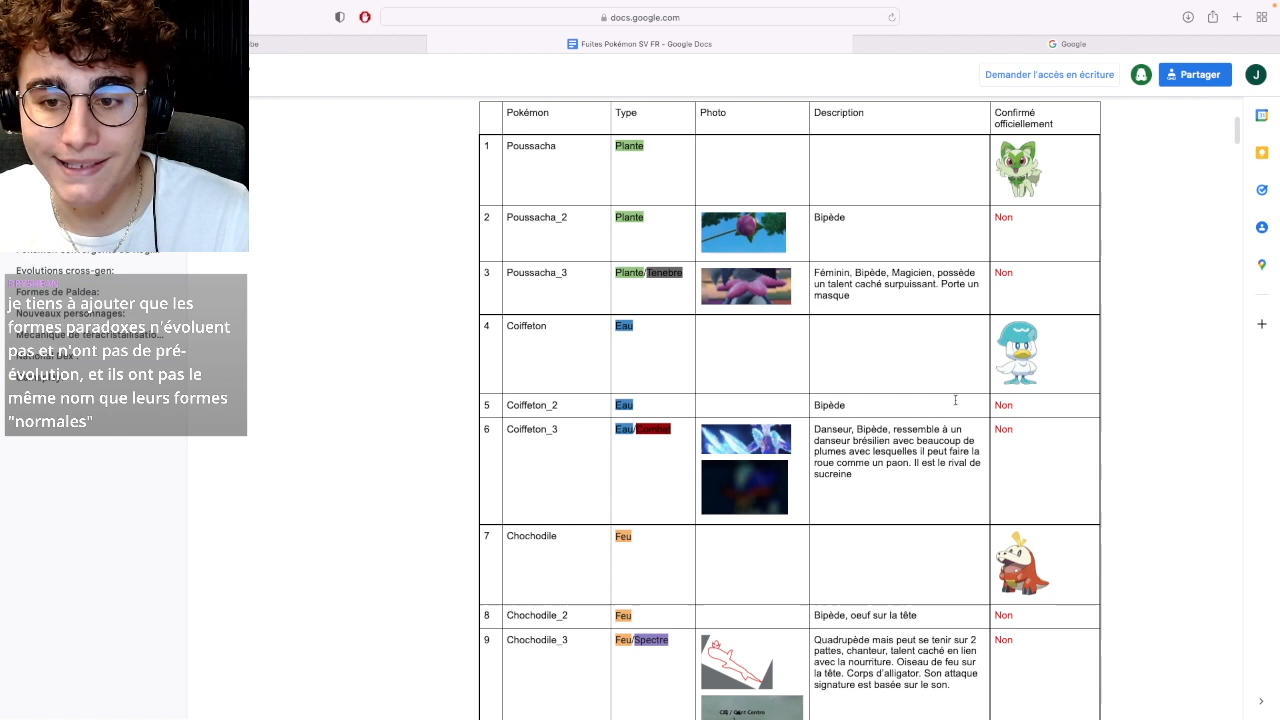 docs.google.com
be
Fuites Pokémon SV FR - Google Docs
Google
Demander l'accès en écriture
Partager
J
Pokémon
Type
Photo
Description
Confirmé
officiellement
1
Poussacha
Plante
2
Poussacha_2
Plante
Bipède
Non
3
Poussacha_3
Plante/Tenebre
Féminin, Bipède, Magicien, possède
un talent caché surpuissant. Porte un
masque
Non
4
Coiffeton
Eau
5
Coiffeton_2
Eau
Bipède
Non
6
Coiffeton_3
Eau/Combat
Danseur, Bipède, ressemble à un
danseur brésilien avec beaucoup de
plumes avec lesquelles il peut faire la
roue comme un paon. Il est le rival de
sucreine
Non
7
Chochodile
Feu
8
Chochodile_2
Feu
Bipède, oeuf sur la tête
Non
9
Chochodile_3
Feu/Spectre
Quadrupède mais peut se tenir sur 2
pattes, chanteur, talent caché en lien
avec la nourriture. Oiseau de feu sur
la tête. Corps d'alligator. Son attaque
signature est basée sur le son.
Non
Evolutions cross-gen:
Formes de Paldea:
Nouveaux personnages:
Mécanique de téracristallisatio...
National Dex :
je tiens à ajouter que les
formes paradoxes n'évoluent
pas et n'ont pas de pré-
évolution, et ils ont pas le
même nom que leurs formes
"normales"